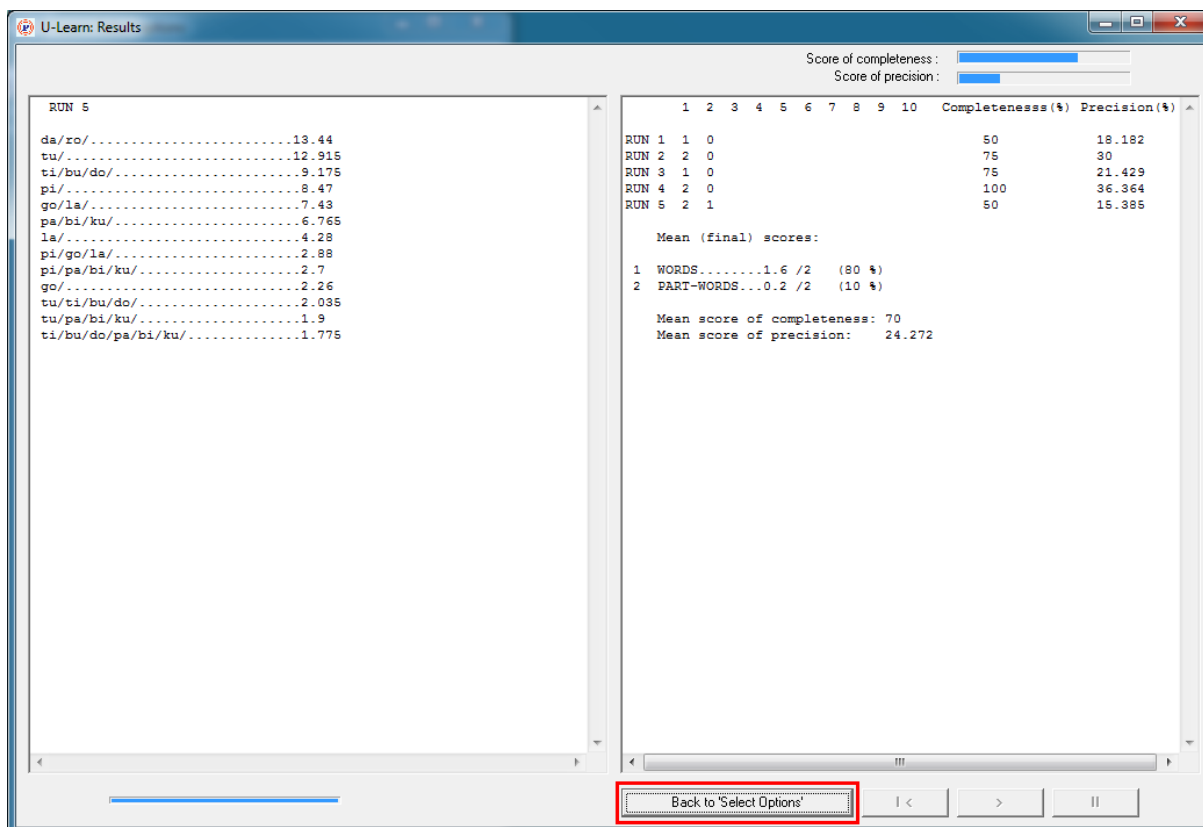 U-Learn: Results
Score of completeness :
Score of precision :
RUN 5
da/ro/.........................13.44
tu/............................12.915
ti/bu/do/.......................9.175
pi/.............................8.47
go/la/..........................7.43
pa/bi/ku/.......................6.765
la/.............................4.28
pi/go/la/.......................2.88
pi/pa/bi/ku/....................2.7
go/.............................2.26
tu/ti/bu/do/....................2.035
tu/pa/bi/ku/....................1.9
ti/bu/do/pa/bi/ku/..............1.775
1 2 3 4 5 6 7 8 9 10 Completenesss(%) Precision(%)
RUN 1 1 0 50 18.182
RUN 2 2 0 75 30
RUN 3 1 0 75 21.429
RUN 4 2 0 100 36.364
RUN 5 2 1 50 15.385
Mean (final) scores:
1 WORDS........1.6 /2 (80 %)
2 PART-WORDS...0.2 /2 (10 %)
Mean score of completeness: 70
Mean score of precision: 24.272
Back to 'Select Options'
I <
>
II